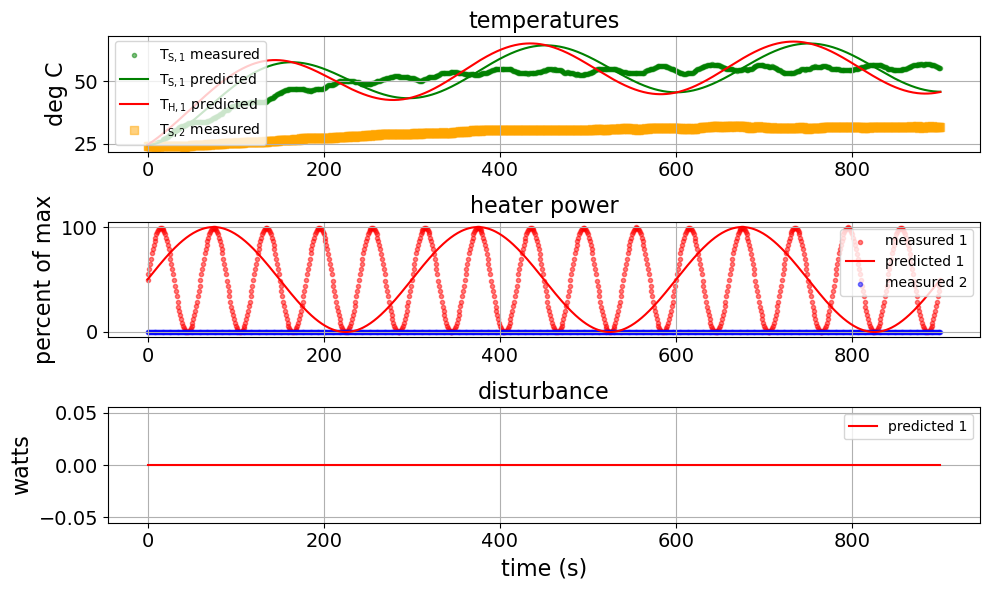 temperatures
deg C
50
25
T_S,1 measured
T_S,1 predicted
T_H,1 predicted
T_S,2 measured
0 200 400 600 800
heater power
percent of max
100
0
measured 1
predicted 1
measured 2
0 200 400 600 800
disturbance
watts
0.05
0.00
−0.05
predicted 1
0 200 400 600 800
time (s)